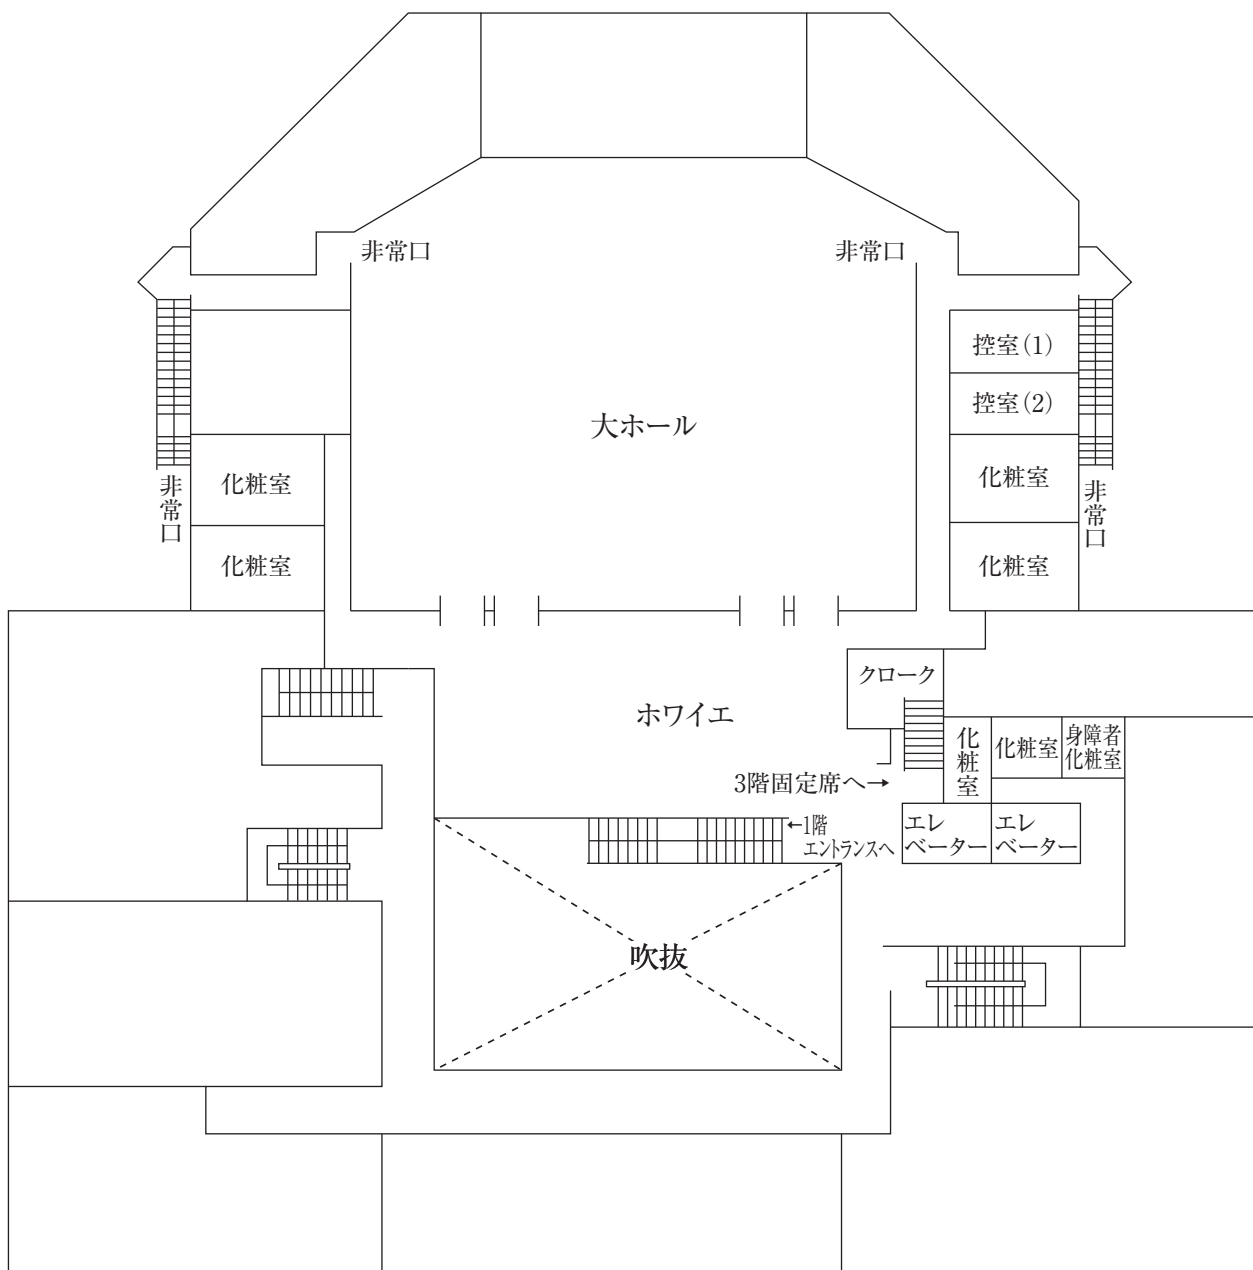 非常口
非常口
控室(1)
控室(2)
大ホール
化粧室
化粧室
非常口
非常口
化粧室
化粧室
クローク
ホワイエ
化粧室
化粧室
身障者
化粧室
3階固定席へ→
←1階
エントランスへ
エレ
ベーター
エレ
ベーター
吹抜